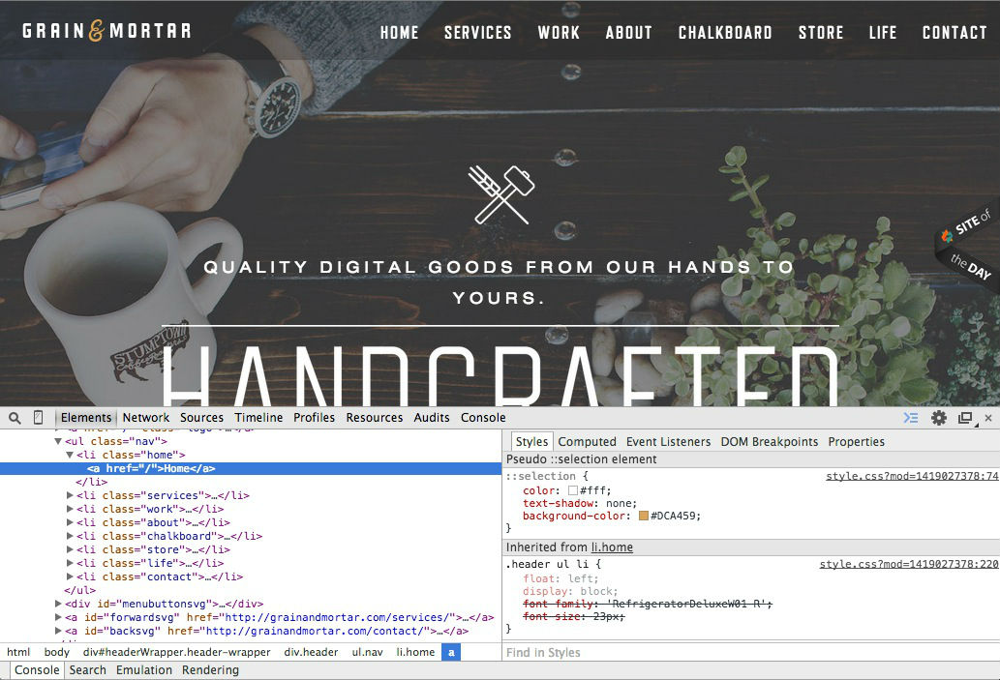 GRAIN & MORTAR
HOME SERVICES WORK ABOUT CHALKBOARD STORE LIFE CONTACT
SITE of
the DAY
QUALITY DIGITAL GOODS FROM OUR HANDS TO
YOURS.
STUMPTOWN
HANDCRAFTED
Elements Network Sources Timeline Profiles Resources Audits Console
<ul class="nav">
<li class="home">
<a href="/">Home</a>
</li>
<li class="services">…</li>
<li class="work">…</li>
<li class="about">…</li>
<li class="chalkboard">…</li>
<li class="store">…</li>
<li class="life">…</li>
<li class="contact">…</li>
</ul>
<div id="menubuttonsvg">…</div>
<a id="forwardsvg" href="http://grainandmortar.com/services/">…</a>
<a id="backsvg" href="http://grainandmortar.com/contact/">…</a>
html body div#headerWrapper.header-wrapper div.header ul.nav li.home a
Styles Computed Event Listeners DOM Breakpoints Properties
Pseudo ::selection element
::selection { style.css?mod=1419027378:74
color: #fff;
text-shadow: none;
background-color: #DCA459;
}
Inherited from li.home
.header ul li { style.css?mod=1419027378:220
float: left;
display: block;
font-family: 'RefrigeratorDeluxeW01-R';
font-size: 23px;
}
Find in Styles
Console Search Emulation Rendering